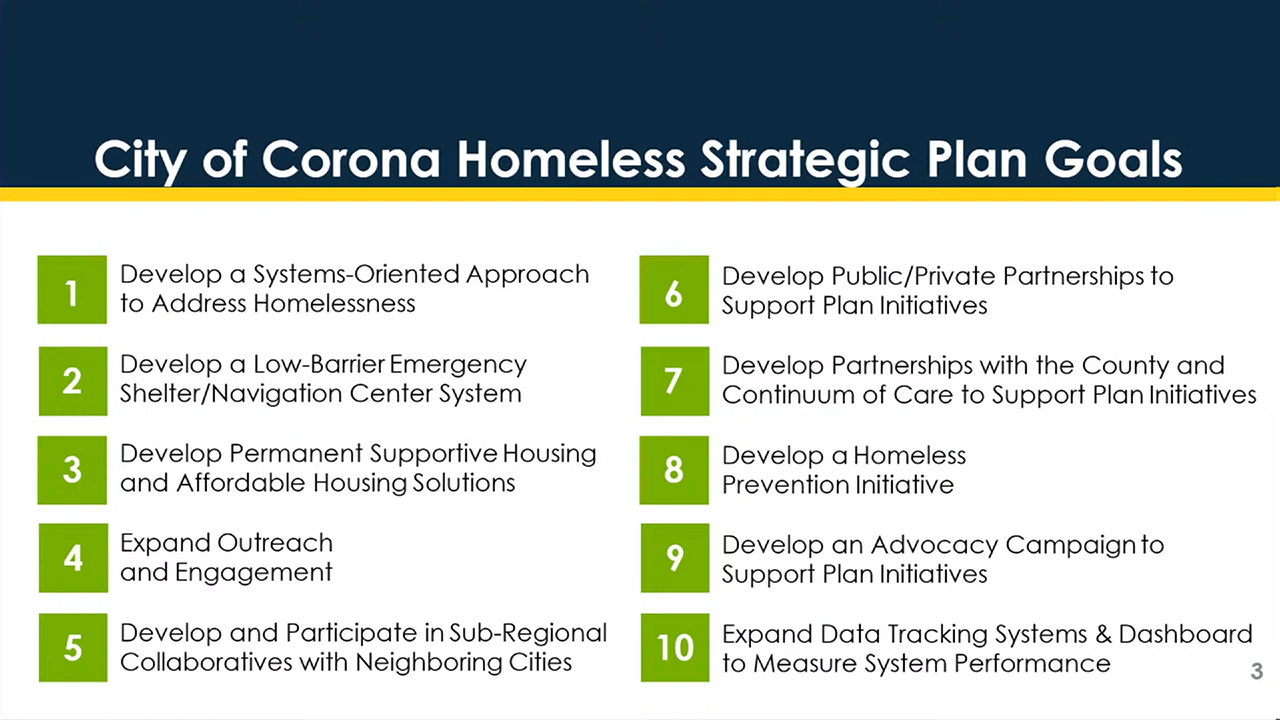 City of Corona Homeless Strategic Plan Goals
1
Develop a Systems-Oriented Approach
to Address Homelessness
2
Develop a Low-Barrier Emergency
Shelter/Navigation Center System
3
Develop Permanent Supportive Housing
and Affordable Housing Solutions
4
Expand Outreach
and Engagement
5
Develop and Participate in Sub-Regional
Collaboratives with Neighboring Cities
6
Develop Public/Private Partnerships to
Support Plan Initiatives
7
Develop Partnerships with the County and
Continuum of Care to Support Plan Initiatives
8
Develop a Homeless
Prevention Initiative
9
Develop an Advocacy Campaign to
Support Plan Initiatives
10
Expand Data Tracking Systems & Dashboard
to Measure System Performance
3